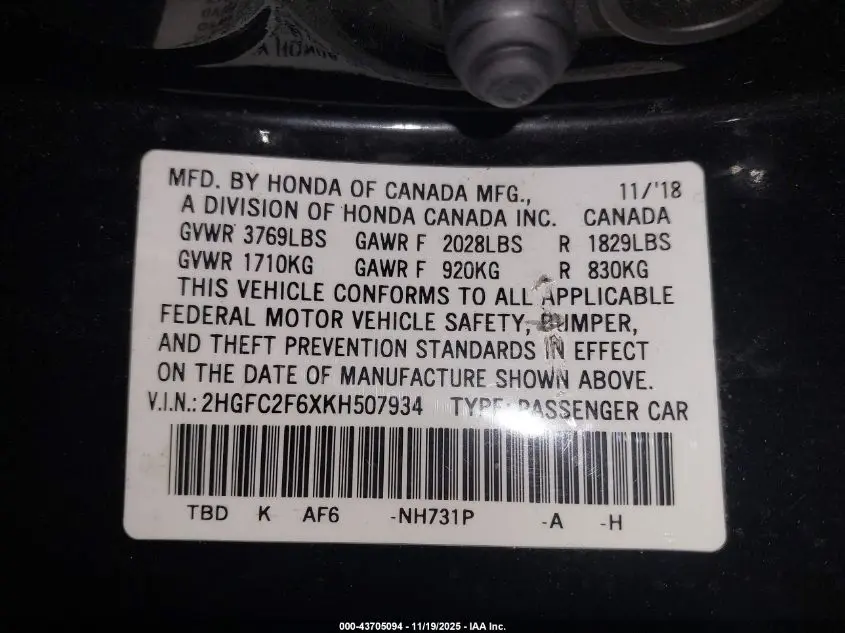 MFD. BY HONDA OF CANADA MFG., 11/'18
A DIVISION OF HONDA CANADA INC. CANADA
GVWR 3769LBS GAWR F 2028LBS R 1829LBS
GVWR 1710KG GAWR F 920KG R 830KG
THIS VEHICLE CONFORMS TO ALL APPLICABLE
FEDERAL MOTOR VEHICLE SAFETY, BUMPER,
AND THEFT PREVENTION STANDARDS IN EFFECT
ON THE DATE OF MANUFACTURE SHOWN ABOVE.
V.I.N.: 2HGFC2F6XKH507934 TYPE: PASSENGER CAR
TBD K AF6 -NH731P -A -H
000-43705094 - 11/19/2025 - IAA Inc.